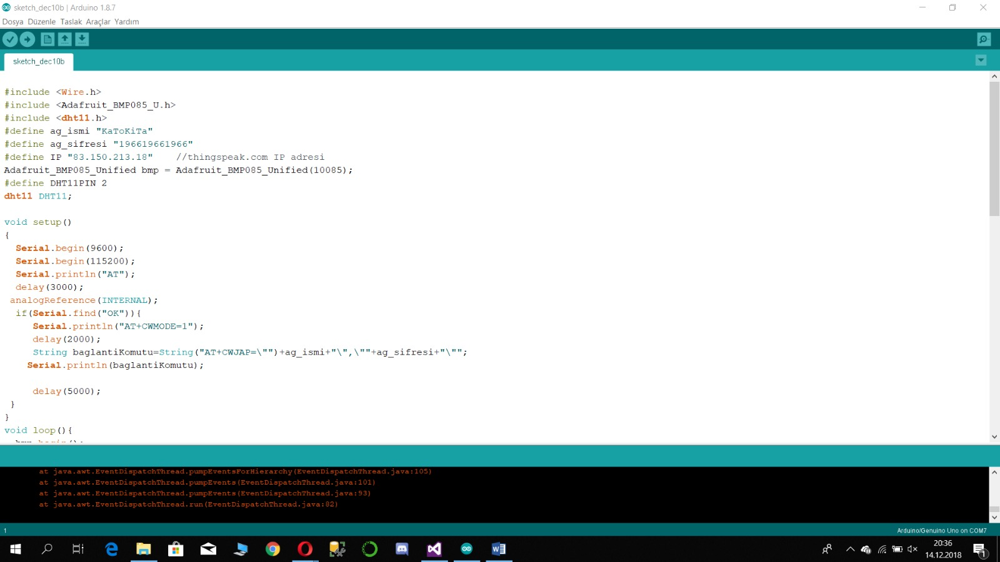 sketch_dec10b | Arduino 1.8.7
Dosya Düzenle Taslak Araçlar Yardım
sketch_dec10b
#include <Wire.h>
#include <Adafruit_BMP085_U.h>
#include <dht11.h>
#define ag_ismi "KaToKiTa"
#define ag_sifresi "196619661966"
#define IP "83.150.213.18"    //thingspeak.com IP adresi
Adafruit_BMP085_Unified bmp = Adafruit_BMP085_Unified(10085);
#define DHT11PIN 2
dht11 DHT11;
void setup()
{
  Serial.begin(9600);
  Serial.begin(115200);
  Serial.println("AT");
  delay(3000);
 analogReference(INTERNAL);
  if(Serial.find("OK")){
     Serial.println("AT+CWMODE=1");
     delay(2000);
     String baglantiKomutu=String("AT+CWJAP=\"")+ag_ismi+"\",\""+ag_sifresi+"\"";
    Serial.println(baglantiKomutu);
     delay(5000);
 }
}
void loop(){
at java.awt.EventDispatchThread.pumpEventsForHierarchy(EventDispatchThread.java:105)
at java.awt.EventDispatchThread.pumpEvents(EventDispatchThread.java:101)
at java.awt.EventDispatchThread.pumpEvents(EventDispatchThread.java:93)
at java.awt.EventDispatchThread.run(EventDispatchThread.java:82)
1
Arduino/Genuino Uno on COM7
20:36
14.12.2018
1